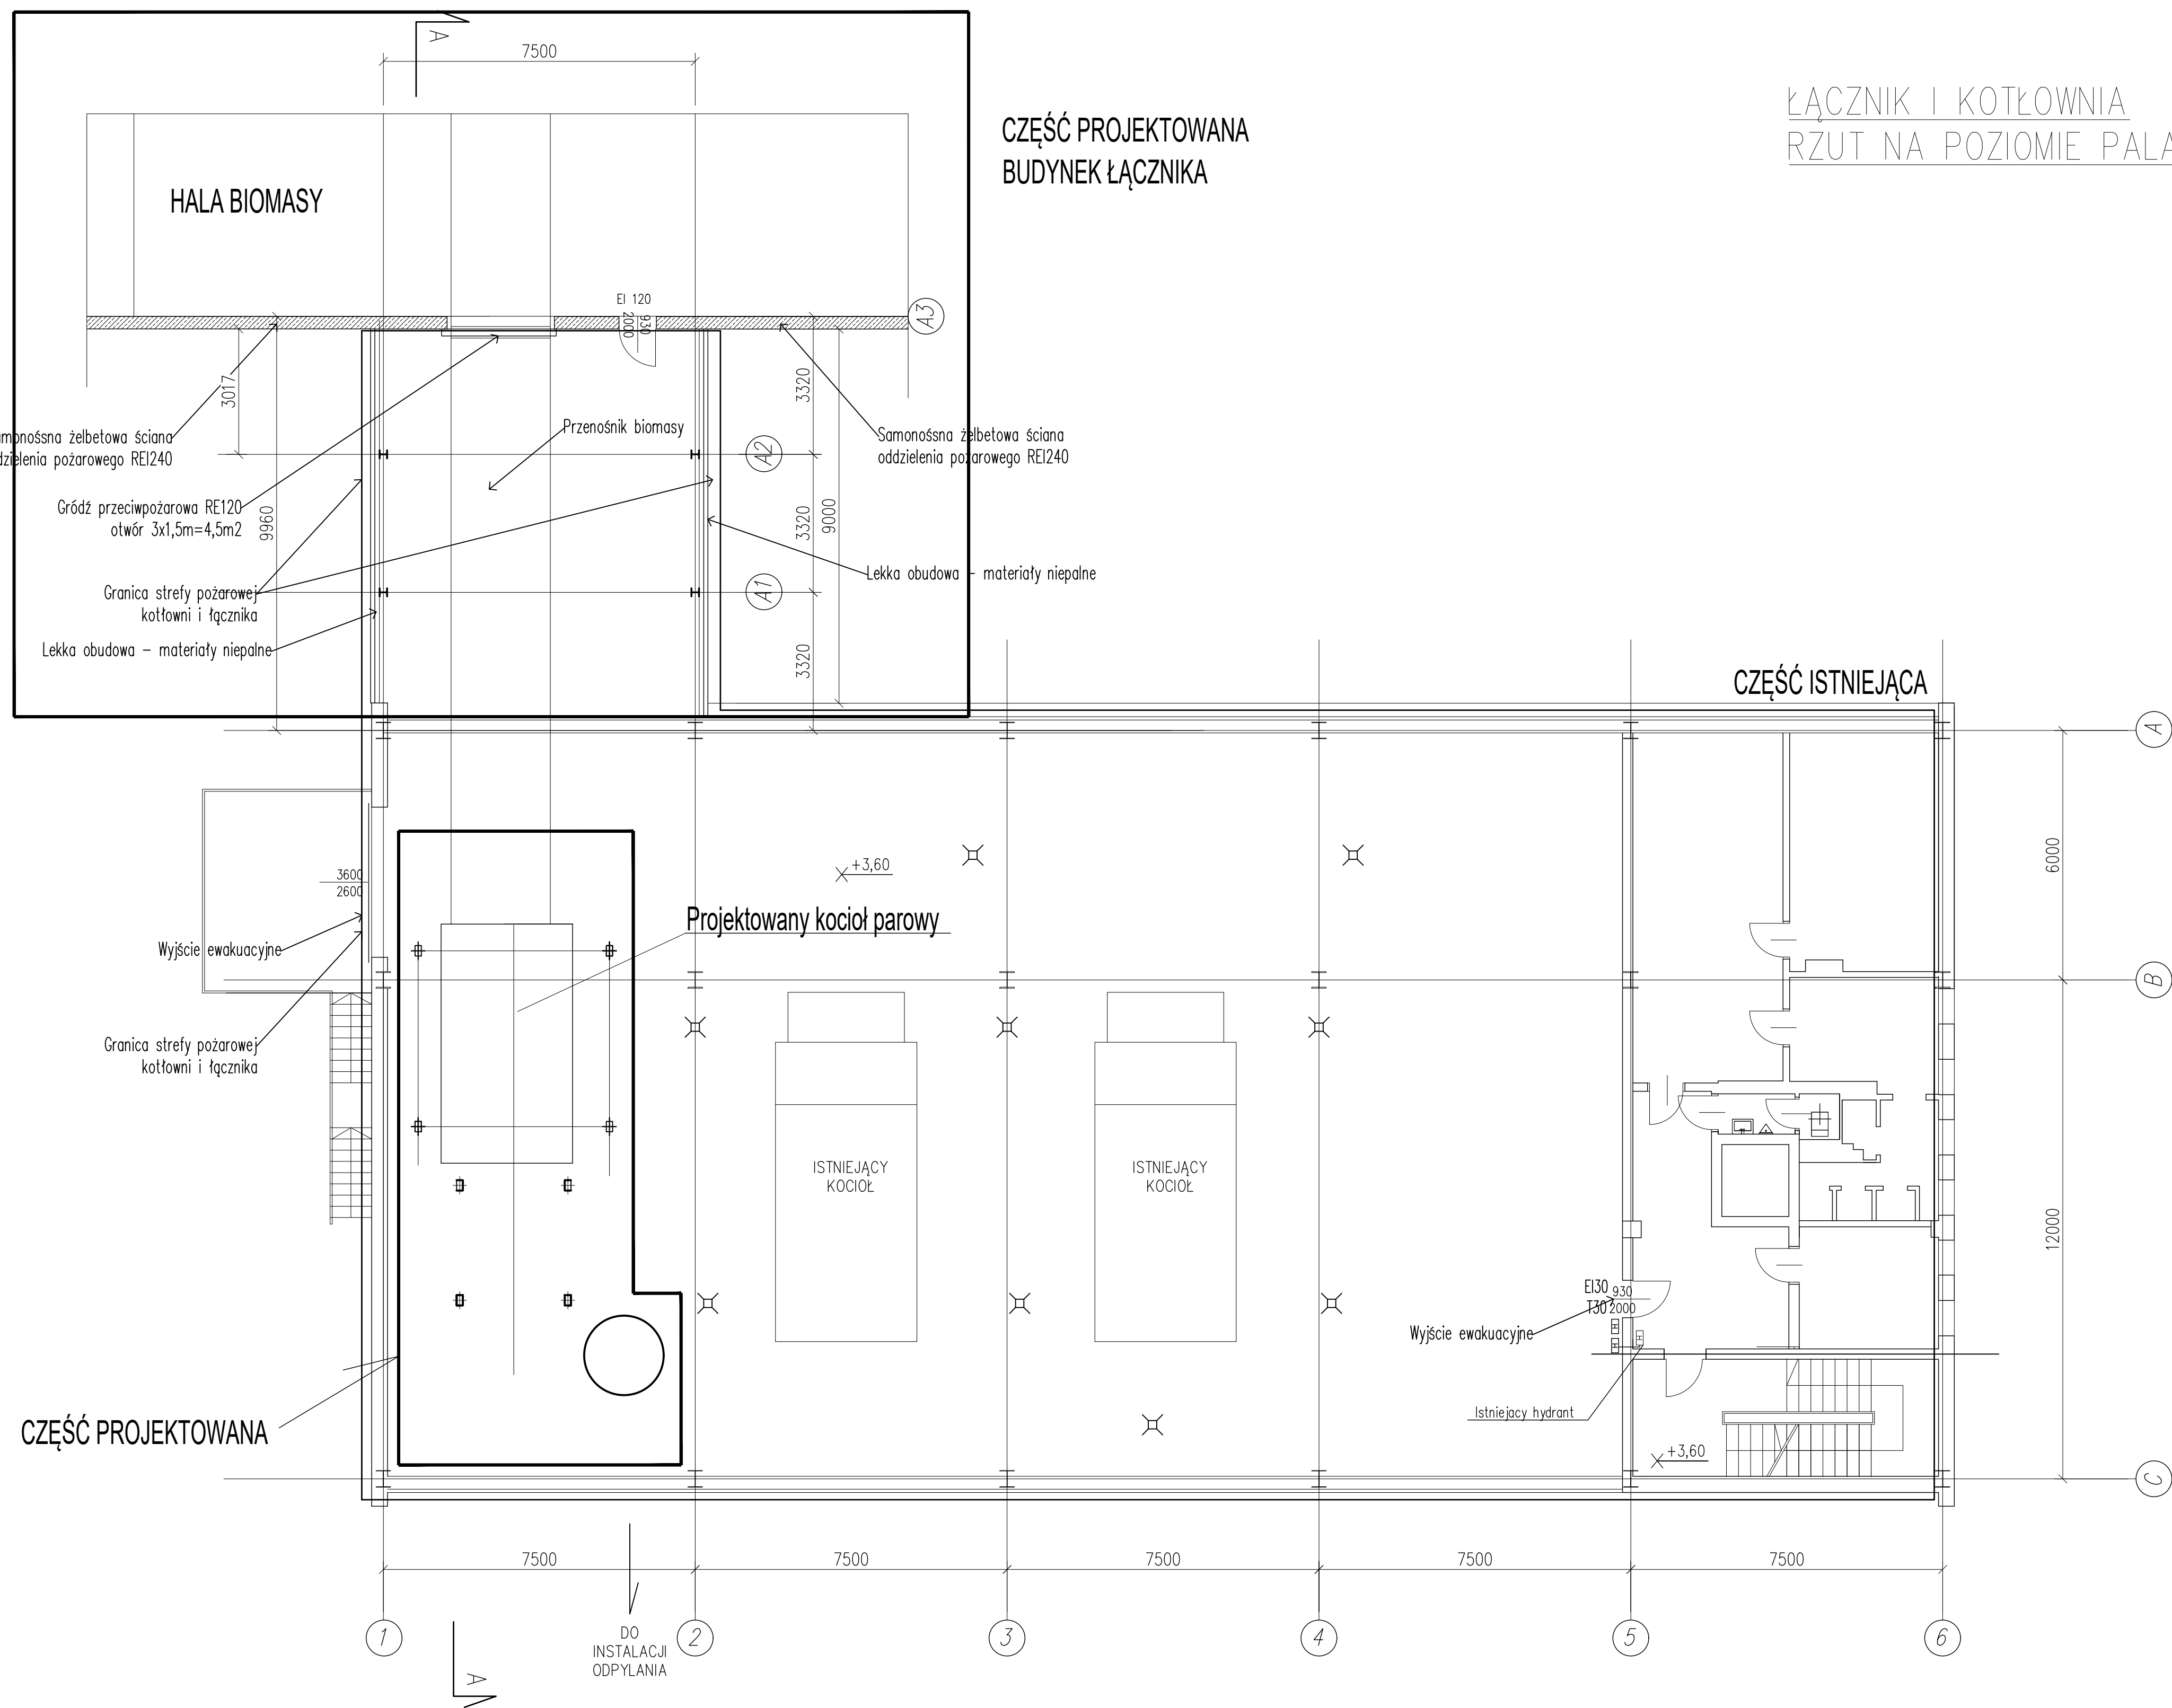 A
7500
ŁĄCZNIK I KOTŁOWNIA
RZUT NA POZIOMIE
CZĘŚĆ PROJEKTOWANA
BUDYNEK ŁĄCZNIKA
HALA BIOMASY
EI 120
930
2000
A3
3017
3320
Przenośnik biomasy
A2
żelbetowa ściana
pożarowego REI240
Samonośsna żelbetowa ściana
oddzielenia pożarowego REI240
Gródź przeciwpożarowa RE120
otwór 3x1,5m=4,5m2
9960
3320
9000
Lekka obudowa – materiały niepalne
Granica strefy pożarowej
kotłowni i łącznika
A1
Lekka obudowa – materiały niepalne
3320
CZĘŚĆ ISTNIEJĄCA
A
6000
+3,60
3600
2600
Projektowany kocioł parowy
Wyjście ewakuacyjne
B
Granica strefy pożarowej
kotłowni i łącznika
ISTNIEJĄCY
KOCIOŁ
ISTNIEJĄCY
KOCIOŁ
12000
EI30
930
T30
2000
Wyjście ewakuacyjne
H
H
H
Istniejacy hydrant
CZĘŚĆ PROJEKTOWANA
+3,60
C
7500
7500
7500
7500
7500
1
2
3
4
5
6
DO
INSTALACJI
ODPYLANIA
A